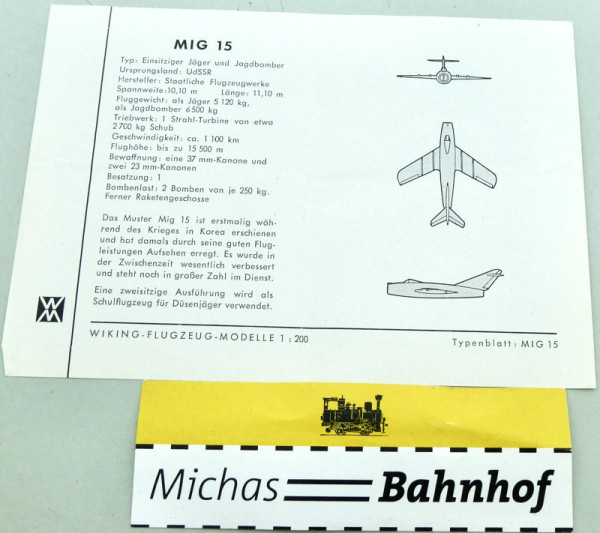 MIG 15
Typ: Einsitziger Jäger und Jagdbomber
Ursprungsland: UdSSR
Hersteller: Staatliche Flugzeugwerke
Spannweite: 10,10 m Länge: 11,10 m
Fluggewicht: als Jäger 5 120 kg,
als Jagdbomber 6 500 kg
Triebwerk: 1 Strahl-Turbine von etwa
2 700 kg Schub
Geschwindigkeit: ca. 1 100 km
Flughöhe: bis zu 15 500 m
Bewaffnung: eine 37 mm-Kanone und
zwei 23 mm-Kanonen
Besatzung: 1
Bombenlast: 2 Bomben von je 250 kg.
Ferner Raketengeschosse
Das Muster Mig 15 ist erstmalig wäh-
rend des Krieges in Korea erschienen
und hat damals durch seine guten Flug-
leistungen Aufsehen erregt. Es wurde in
der Zwischenzeit wesentlich verbessert
und steht noch in großer Zahl im Dienst.
Eine zweisitzige Ausführung wird als
Schulflugzeug für Düsenjäger verwendet.
WIKING-FLUGZEUG-MODELLE 1 : 200
Typenblatt: MIG 15
Michas Bahnhof